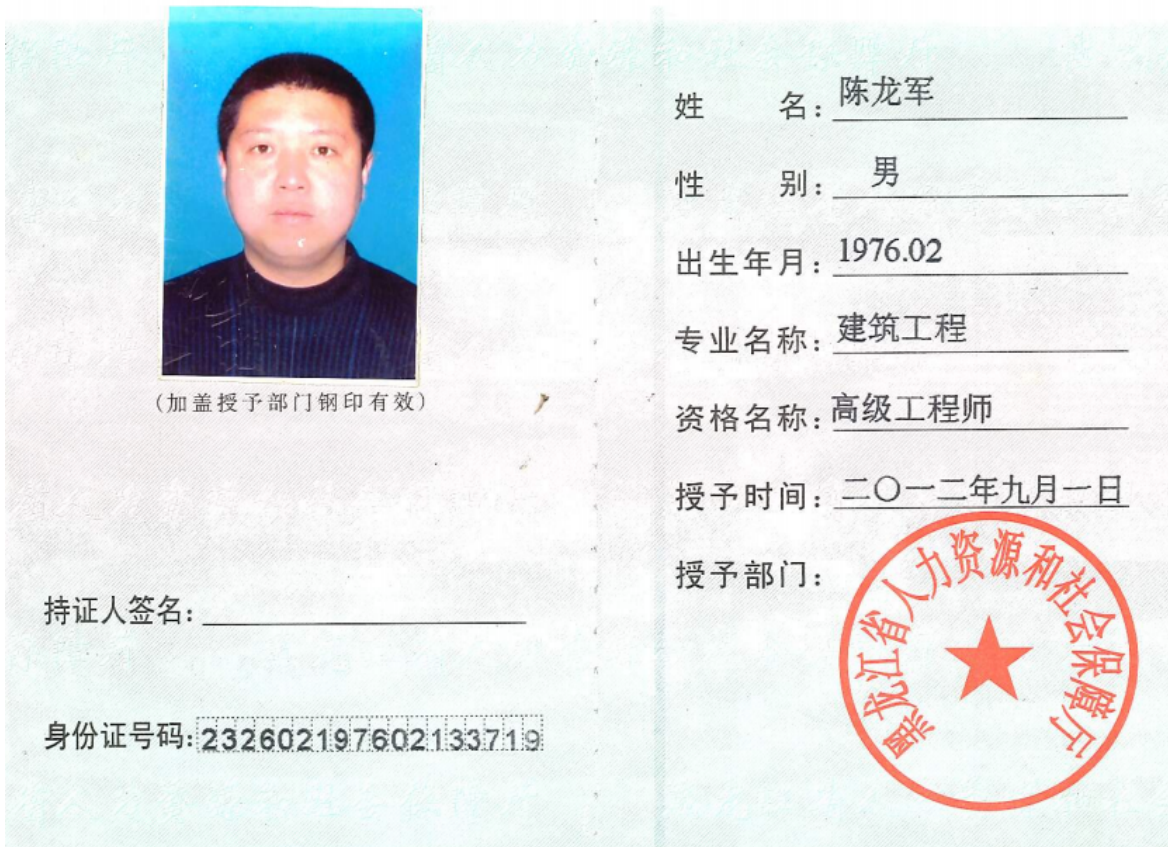 (加盖授予部门钢印有效)
持证人签名:
身份证号码:232602197602133719
姓 名:陈龙军
性 别:男
出生年月:1976.02
专业名称:建筑工程
资格名称:高级工程师
授予时间:二〇一二年九月一日
授予部门:
黑龙江省人力资源和社会保障厅